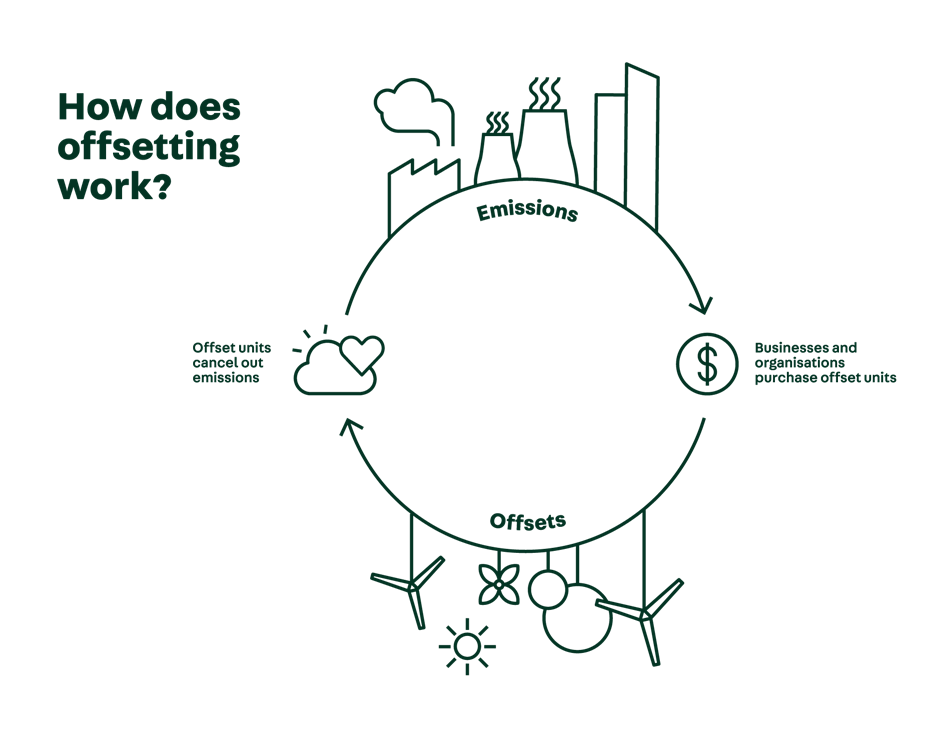 How does
offsetting
work?
Emissions
Offset units
cancel out
emissions
$
Businesses and
organisations
purchase offset units
Offsets